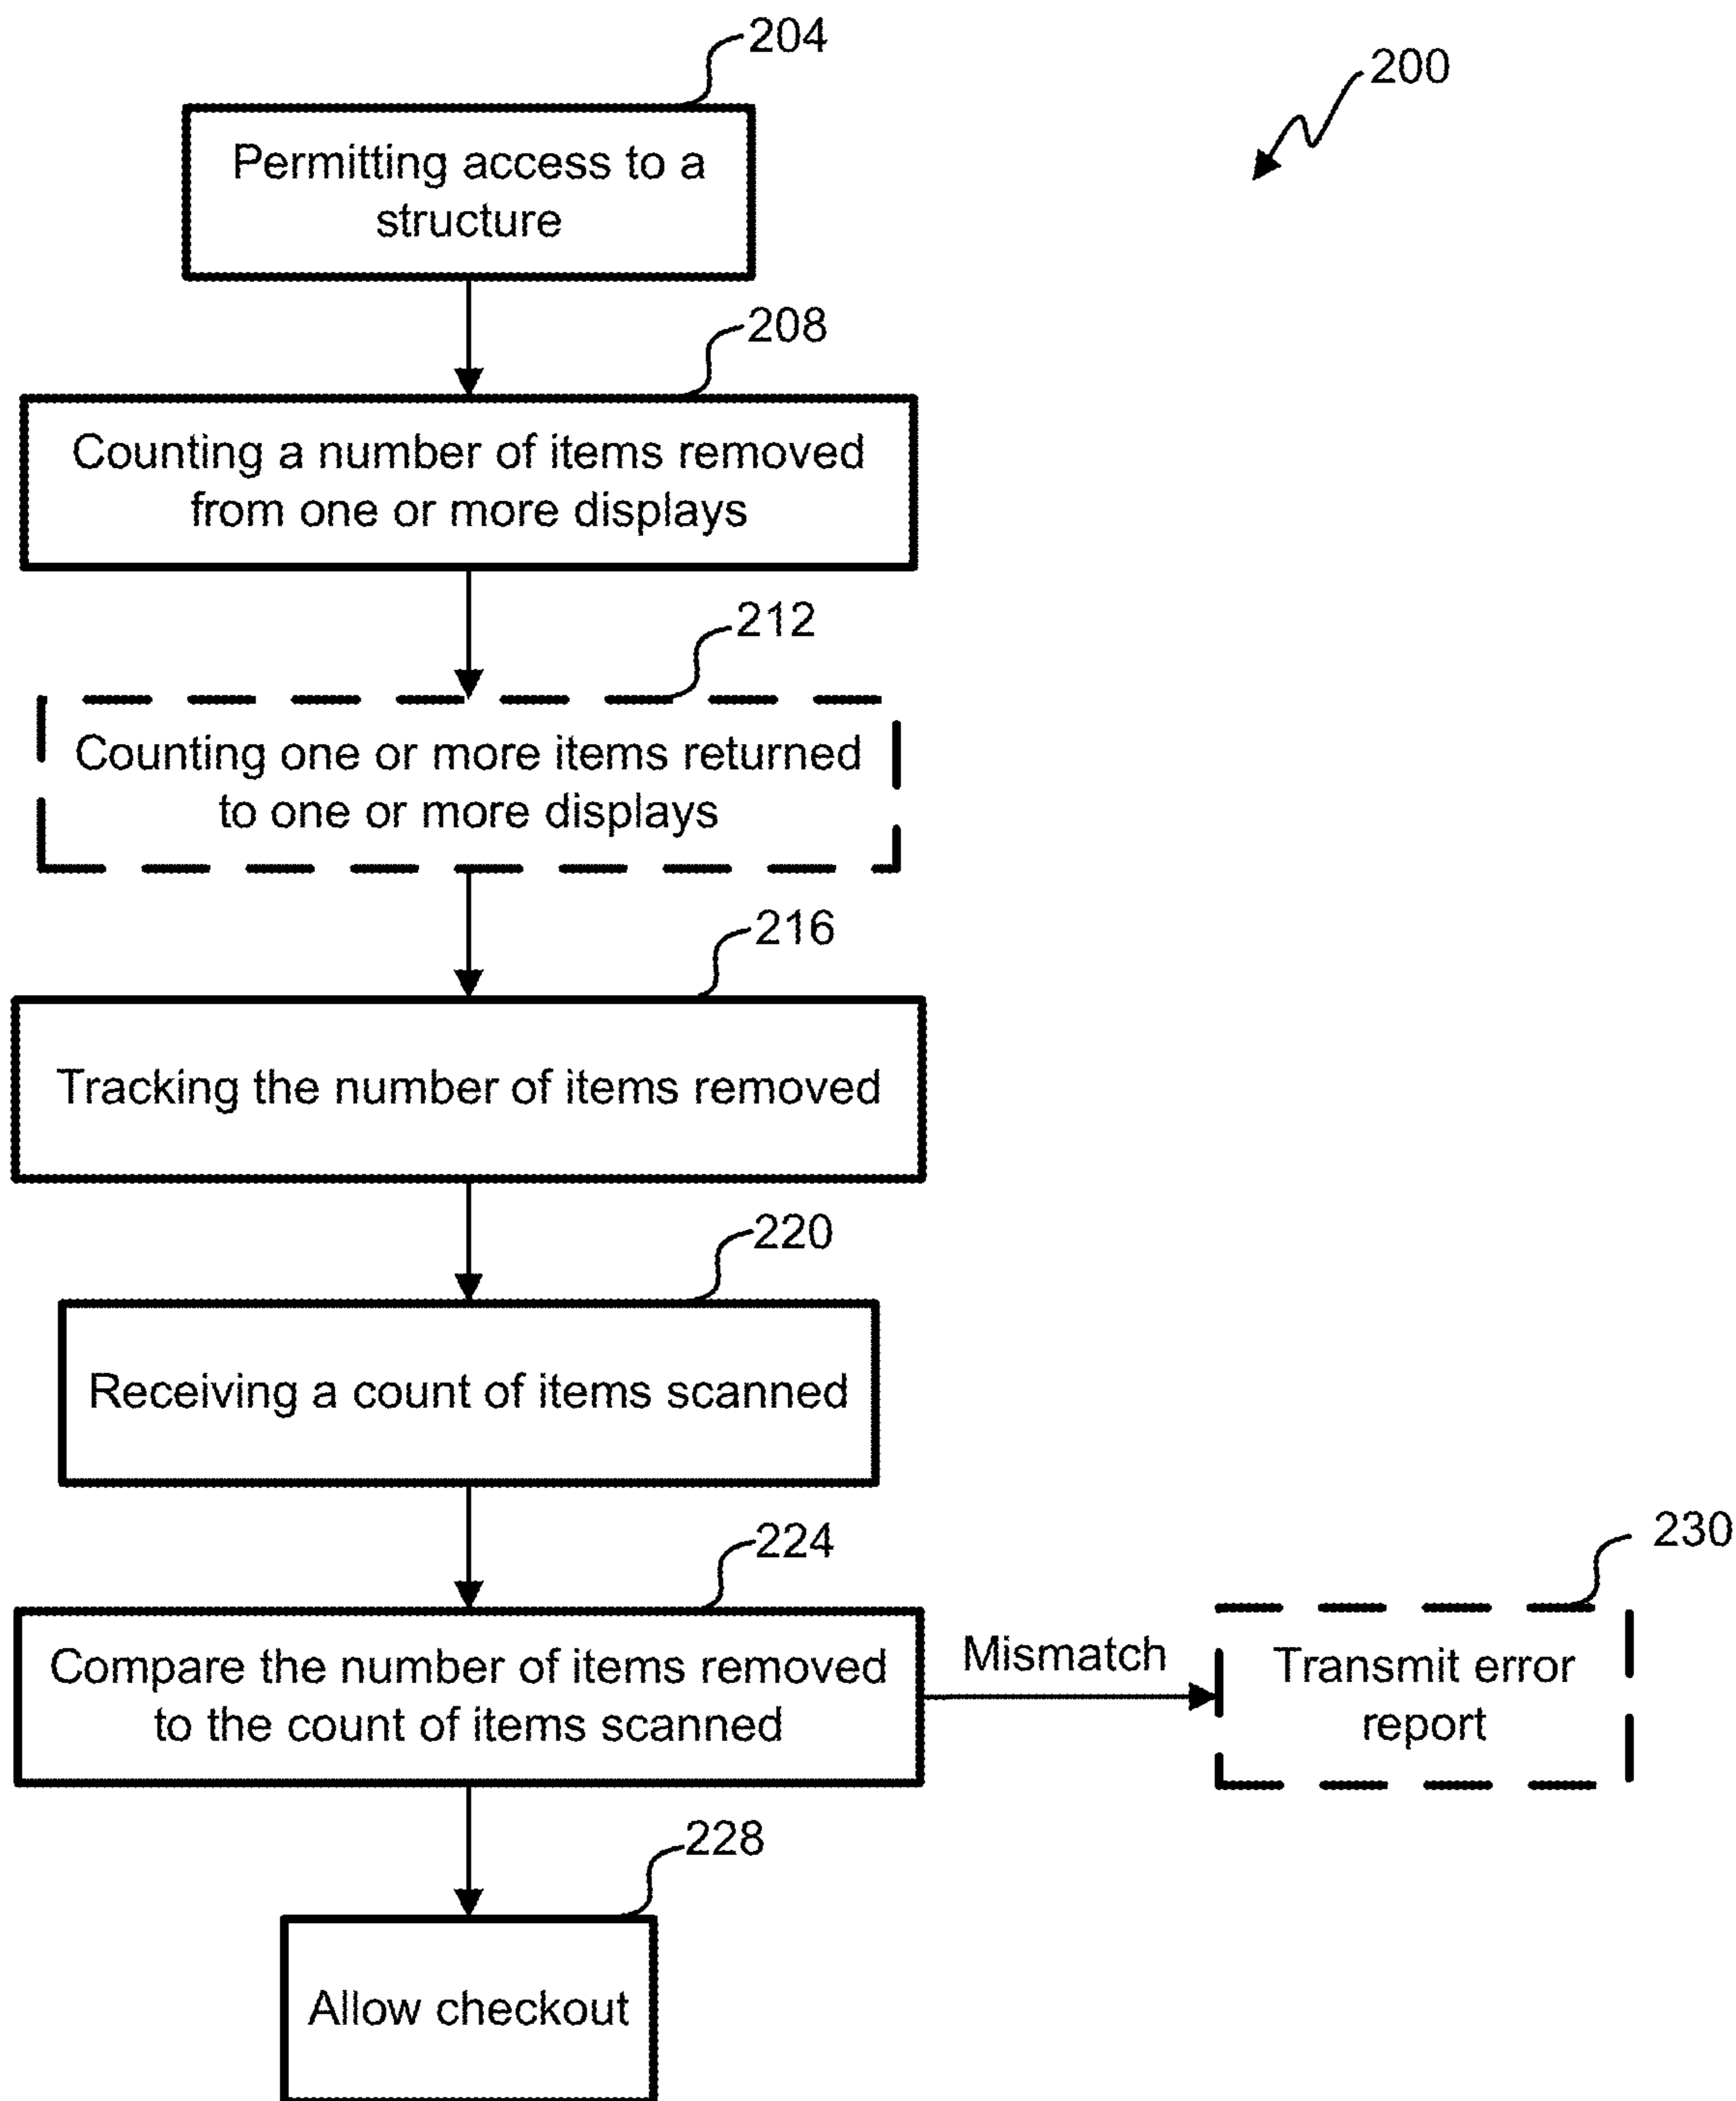 204
200
Permitting access to a
structure
208
Counting a number of items removed
from one or more displays
212
Counting one or more items returned
to one or more displays
216
Tracking the number of items removed
220
Receiving a count of items scanned
224
230
Compare the number of items removed
to the count of items scanned
Mismatch
Transmit error
report
228
Allow checkout